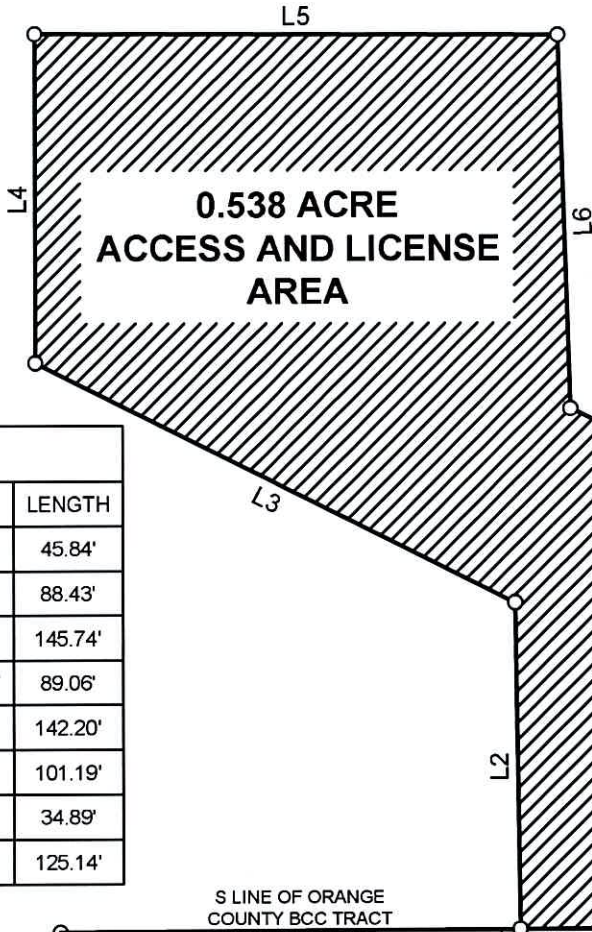 L5
L4
0.538 ACRE
ACCESS AND LICENSE
AREA
L6
L3
LENGTH
45.84'
88.43'
145.74'
89.06'
142.20'
101.19'
34.89'
125.14'
L2
S LINE OF ORANGE
COUNTY BCC TRACT